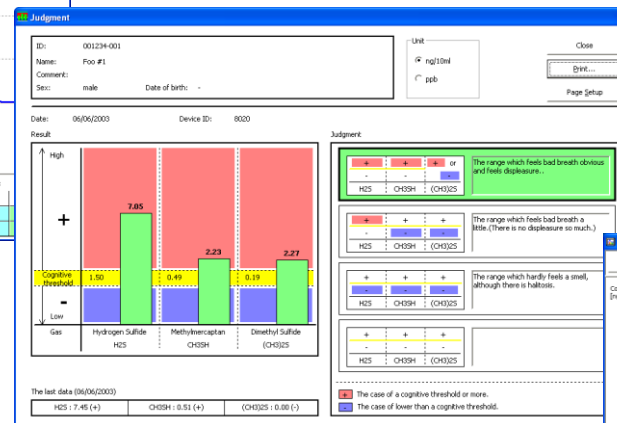 Judgment
ID: 001234-001
Name: Foo #1
Comment:
Sex: male Date of birth: -
Unit
ng/10ml
ppb
Close
Print...
Page Setup
Date: 06/06/2003 Device ID: 8020
Result
High
+
Cognitive threshold
-
Low
7.05
2.23
2.27
1.50
0.49
0.19
Gas
Hydrogen Sulfide
H2S
Methylmercaptan
CH3SH
Dimethyl Sulfide
(CH3)2S
The last data (06/06/2003)
H2S : 7.45 (+) CH3SH : 0.51 (+) (CH3)2S : 0.00 (-)
Judgment
+ + + or
- - -
H2S CH3SH (CH3)2S
The range which feels bad breath obvious
and feels displeasure..
+ + +
- - -
H2S CH3SH (CH3)2S
The range which feels bad breath a
little.(There is no displeasure so much.)
+ + +
- - -
H2S CH3SH (CH3)2S
The range which hardly feels a smell,
although there is halitosis.
+ + +
- - -
H2S CH3SH (CH3)2S
+ The case of a cognitive threshold or more.
- The case of lower than a cognitive threshold.